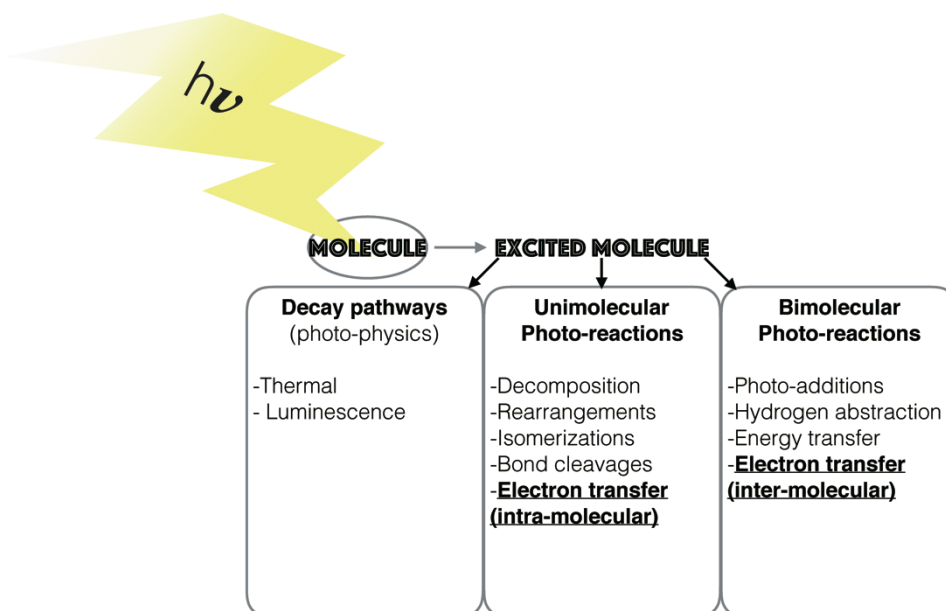 hν
MOLECULE
EXCITED MOLECULE
Decay pathways
(photo-physics)
-Thermal
- Luminescence
Unimolecular
Photo-reactions
-Decomposition
-Rearrangements
-Isomerizations
-Bond cleavages
-Electron transfer
(intra-molecular)
Bimolecular
Photo-reactions
-Photo-additions
-Hydrogen abstraction
-Energy transfer
-Electron transfer
(inter-molecular)